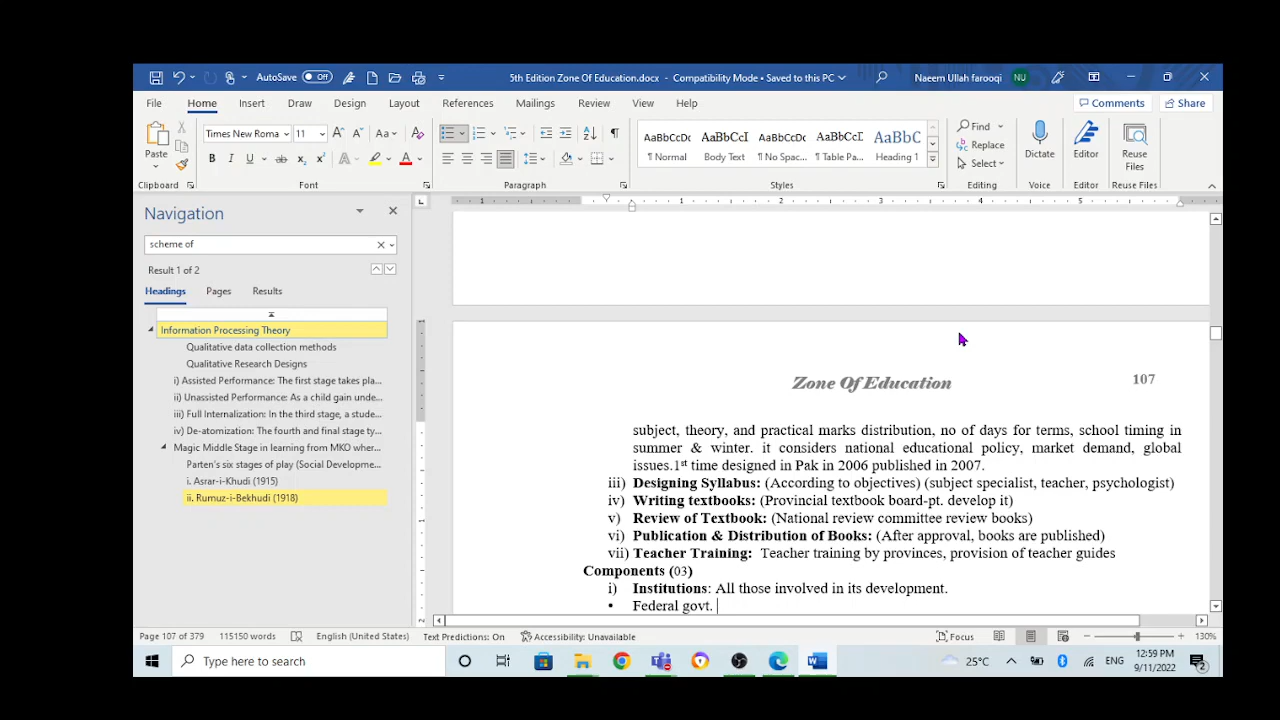 AutoSave Off
5th Edition Zone Of Education.docx - Compatibility Mode • Saved to this PC
Naeem Ullah farooqi NU
File Home Insert Draw Design Layout References Mailings Review View Help
Comments Share
Paste
Clipboard
Times New Roma 11
Font
Paragraph
AaBbCcDc AaBbCcI AaBbCcDc AaBbCcD AaBbC
¶ Normal Body Text ¶ No Spac... ¶ Table Pa... Heading 1
Styles
Find
Replace
Select
Editing
Dictate
Voice
Editor
Editor
Reuse Files
Reuse Files
Navigation
scheme of
Result 1 of 2
Headings Pages Results
Information Processing Theory
Qualitative data collection methods
Qualitative Research Designs
i) Assisted Performance: The first stage takes pla...
ii) Unassisted Performance: As a child gain under...
iii) Full Internalization: In the third stage, a stude...
iv) De-atomization: The fourth and final stage ty...
Magic Middle Stage in learning from MKO wher...
Parten's six stages of play (Social Developme...
i. Asrar-i-Khudi (1915)
ii. Rumuz-i-Bekhudi (1918)
Zone Of Education 107
subject, theory, and practical marks distribution, no of days for terms, school timing in
summer & winter. it considers national educational policy, market demand, global
issues.1st time designed in Pak in 2006 published in 2007.
iii) Designing Syllabus: (According to objectives) (subject specialist, teacher, psychologist)
iv) Writing textbooks: (Provincial textbook board-pt. develop it)
v) Review of Textbook: (National review committee review books)
vi) Publication & Distribution of Books: (After approval, books are published)
vii) Teacher Training: Teacher training by provinces, provision of teacher guides
Components (03)
i) Institutions: All those involved in its development.
• Federal govt.
Page 107 of 379 115150 words English (United States) Text Predictions: On Accessibility: Unavailable Focus 130%
Type here to search
25°C ENG 12:59 PM
9/11/2022 2